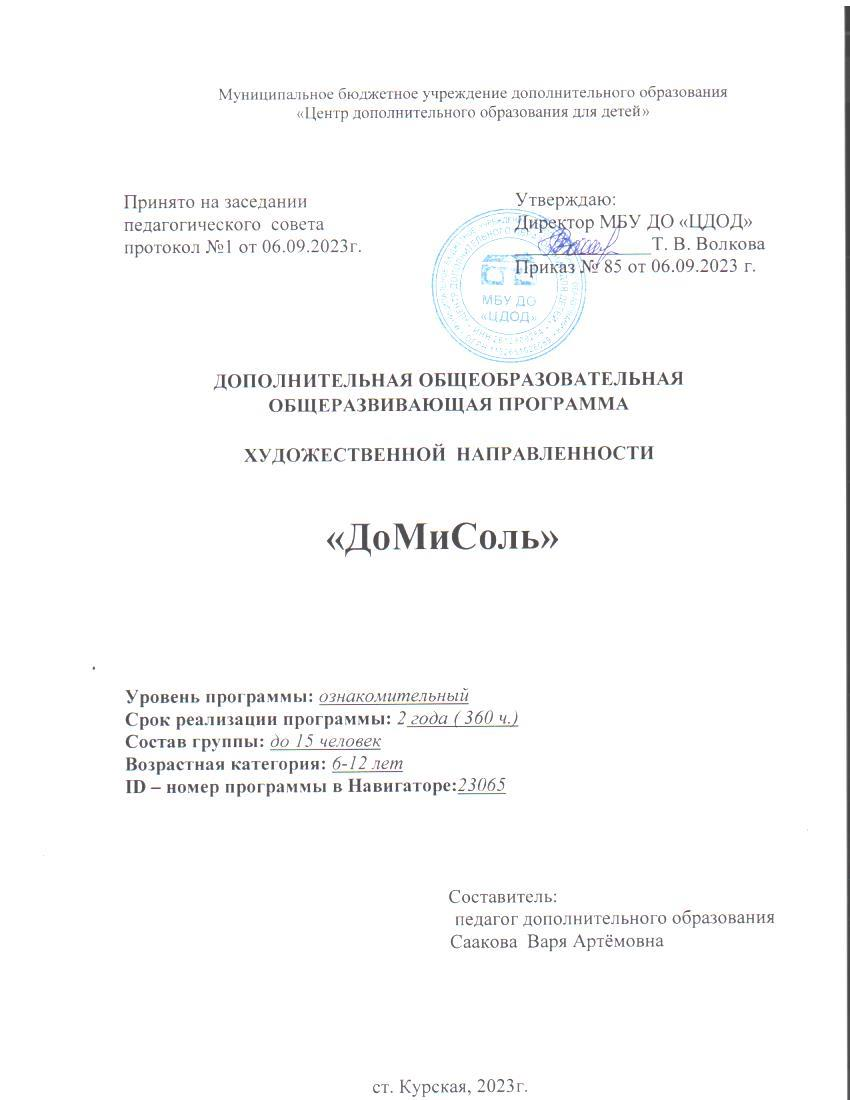 Муниципальное бюджетное учреждение дополнительного образования
«Центр дополнительного образования для детей»
Принято на заседании
педагогического совета
протокол №1 от 06.09.2023г.
Утверждаю:
Директор МБУ ДО «ЦДОД»
Т. В. Волкова
Приказ № 85 от 06.09.2023 г.
МБУ ДО
«ЦДОД»
ДОПОЛНИТЕЛЬНАЯ ОБЩЕОБРАЗОВАТЕЛЬНАЯ
ОБЩЕРАЗВИВАЮЩАЯ ПРОГРАММА
ХУДОЖЕСТВЕННОЙ НАПРАВЛЕННОСТИ
«ДоМиСоль»
Уровень программы: ознакомительный
Срок реализации программы: 2 года ( 360 ч.)
Состав группы: до 15 человек
Возрастная категория: 6-12 лет
ID – номер программы в Навигаторе:23065
Составитель:
педагог дополнительного образования
Саакова Варя Артёмовна
ст. Курская, 2023г.